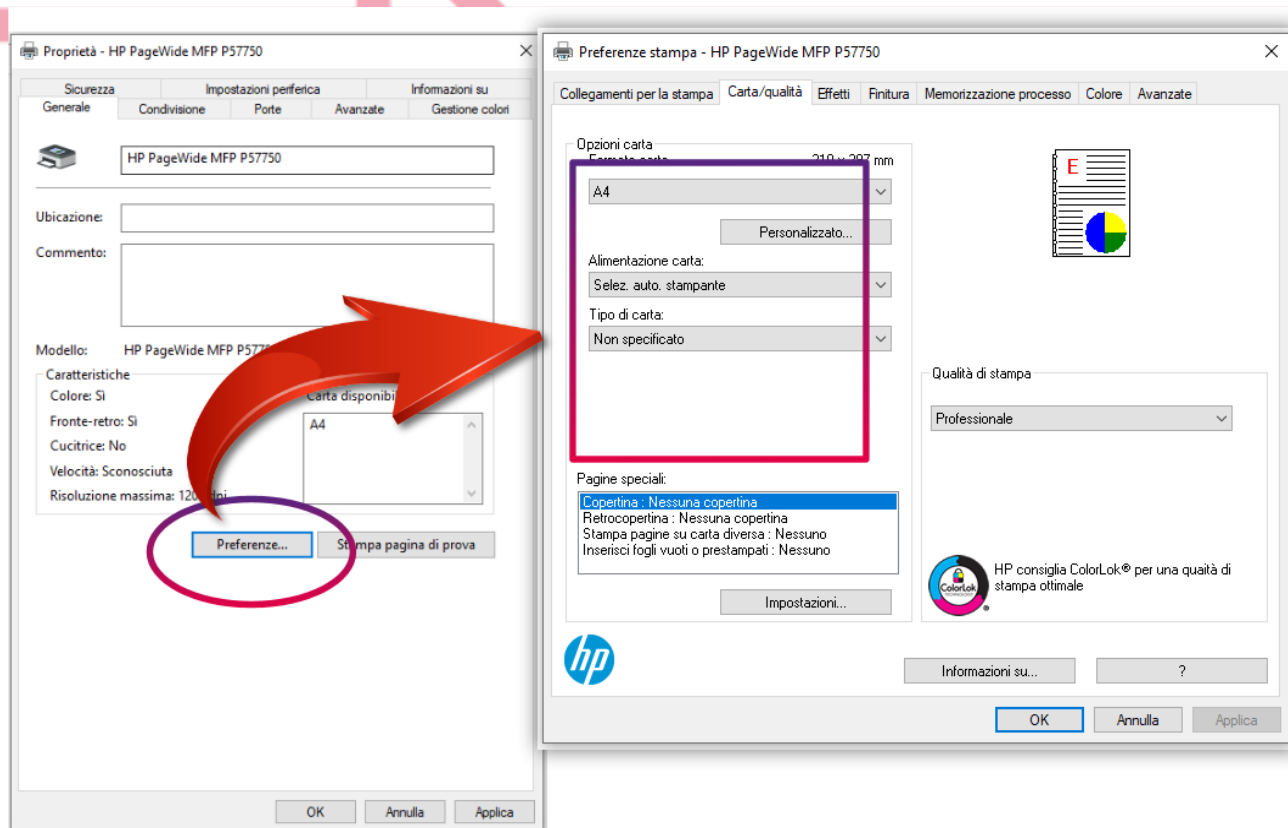 Proprietà - HP PageWide MFP P57750
Sicurezza Impostazioni periferica Informazioni su
Generale Condivisione Porte Avanzate Gestione colori
HP PageWide MFP P57750
Ubicazione:
Commento:
Modello: HP PageWide MFP
Caratteristiche
Colore: Sì
Carta
Fronte-retro: Sì
A4
Cucitrice: No
Velocità: Sconosciuta
Risoluzione massima:
Preferenze... Stampa pagina di prova
OK Annulla Applica
Preferenze stampa - HP PageWide MFP P57750
Collegamenti per la stampa Carta/qualità Effetti Finitura Memorizzazione processo Colore Avanzate
Opzioni carta
mm
A4
Personalizzato...
Alimentazione carta:
Selez. auto. stampante
Tipo di carta:
Non specificato
E
Qualità di stampa
Professionale
Pagine speciali:
Copertina : Nessuna copertina
Retrocopertina : Nessuna copertina
Stampa pagine su carta diversa : Nessuno
Inserisci fogli vuoti o prestampati : Nessuno
Impostazioni...
ColorLok
HP consiglia ColorLok® per una quaità di
stampa ottimale
hp
Informazioni su... ?
OK Annulla Applica